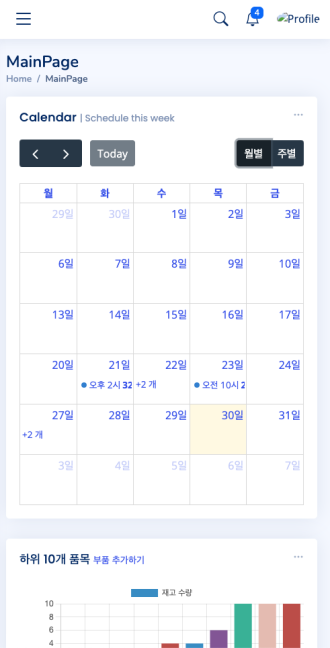 4
Profile
MainPage
Home / MainPage
Calendar | Schedule this week
Today 월별 주별
월 화 수 목 금
29일 30일 1일 2일 3일
6일 7일 8일 9일 10일
13일 14일 15일 16일 17일
20일 21일 22일 23일 24일
오후 2시 32 +2 개 오전 10시 2
27일 28일 29일 30일 31일
+2 개
3일 4일 5일 6일 7일
하위 10개 품목 부품 추가하기
재고 수량
10
8
6
4